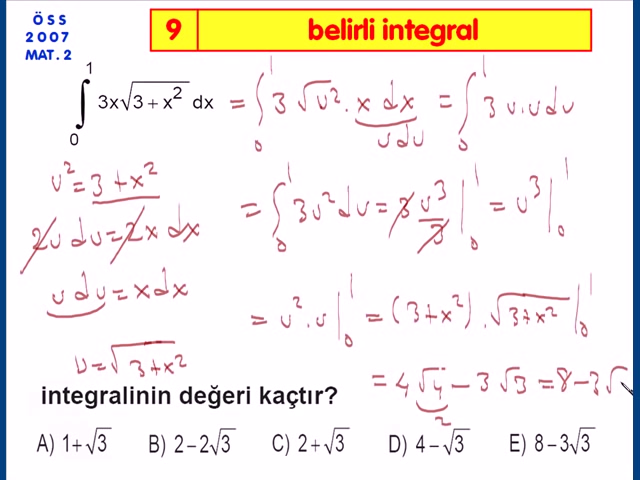 ÖSS
2007
MAT. 2
9 belirli integral
∫₀¹ 3x√(3+x²) dx = ∫₀¹ 3√u² · x dx = ∫₀¹ 3u·u du
u du
u² = 3+x²
2u du = 2x dx
= ∫₀¹ 3u² du = 3 u³/3 |₀¹ = u³ |₀¹
u du = x dx
= u²·u |₀¹ = (3+x²)·√(3+x²) |₀¹
u = √(3+x²)
= 4√4 − 3√3 = 8 − 3√
2
integralinin değeri kaçtır?
A) 1+√3 B) 2−2√3 C) 2+√3 D) 4−√3 E) 8−3√3